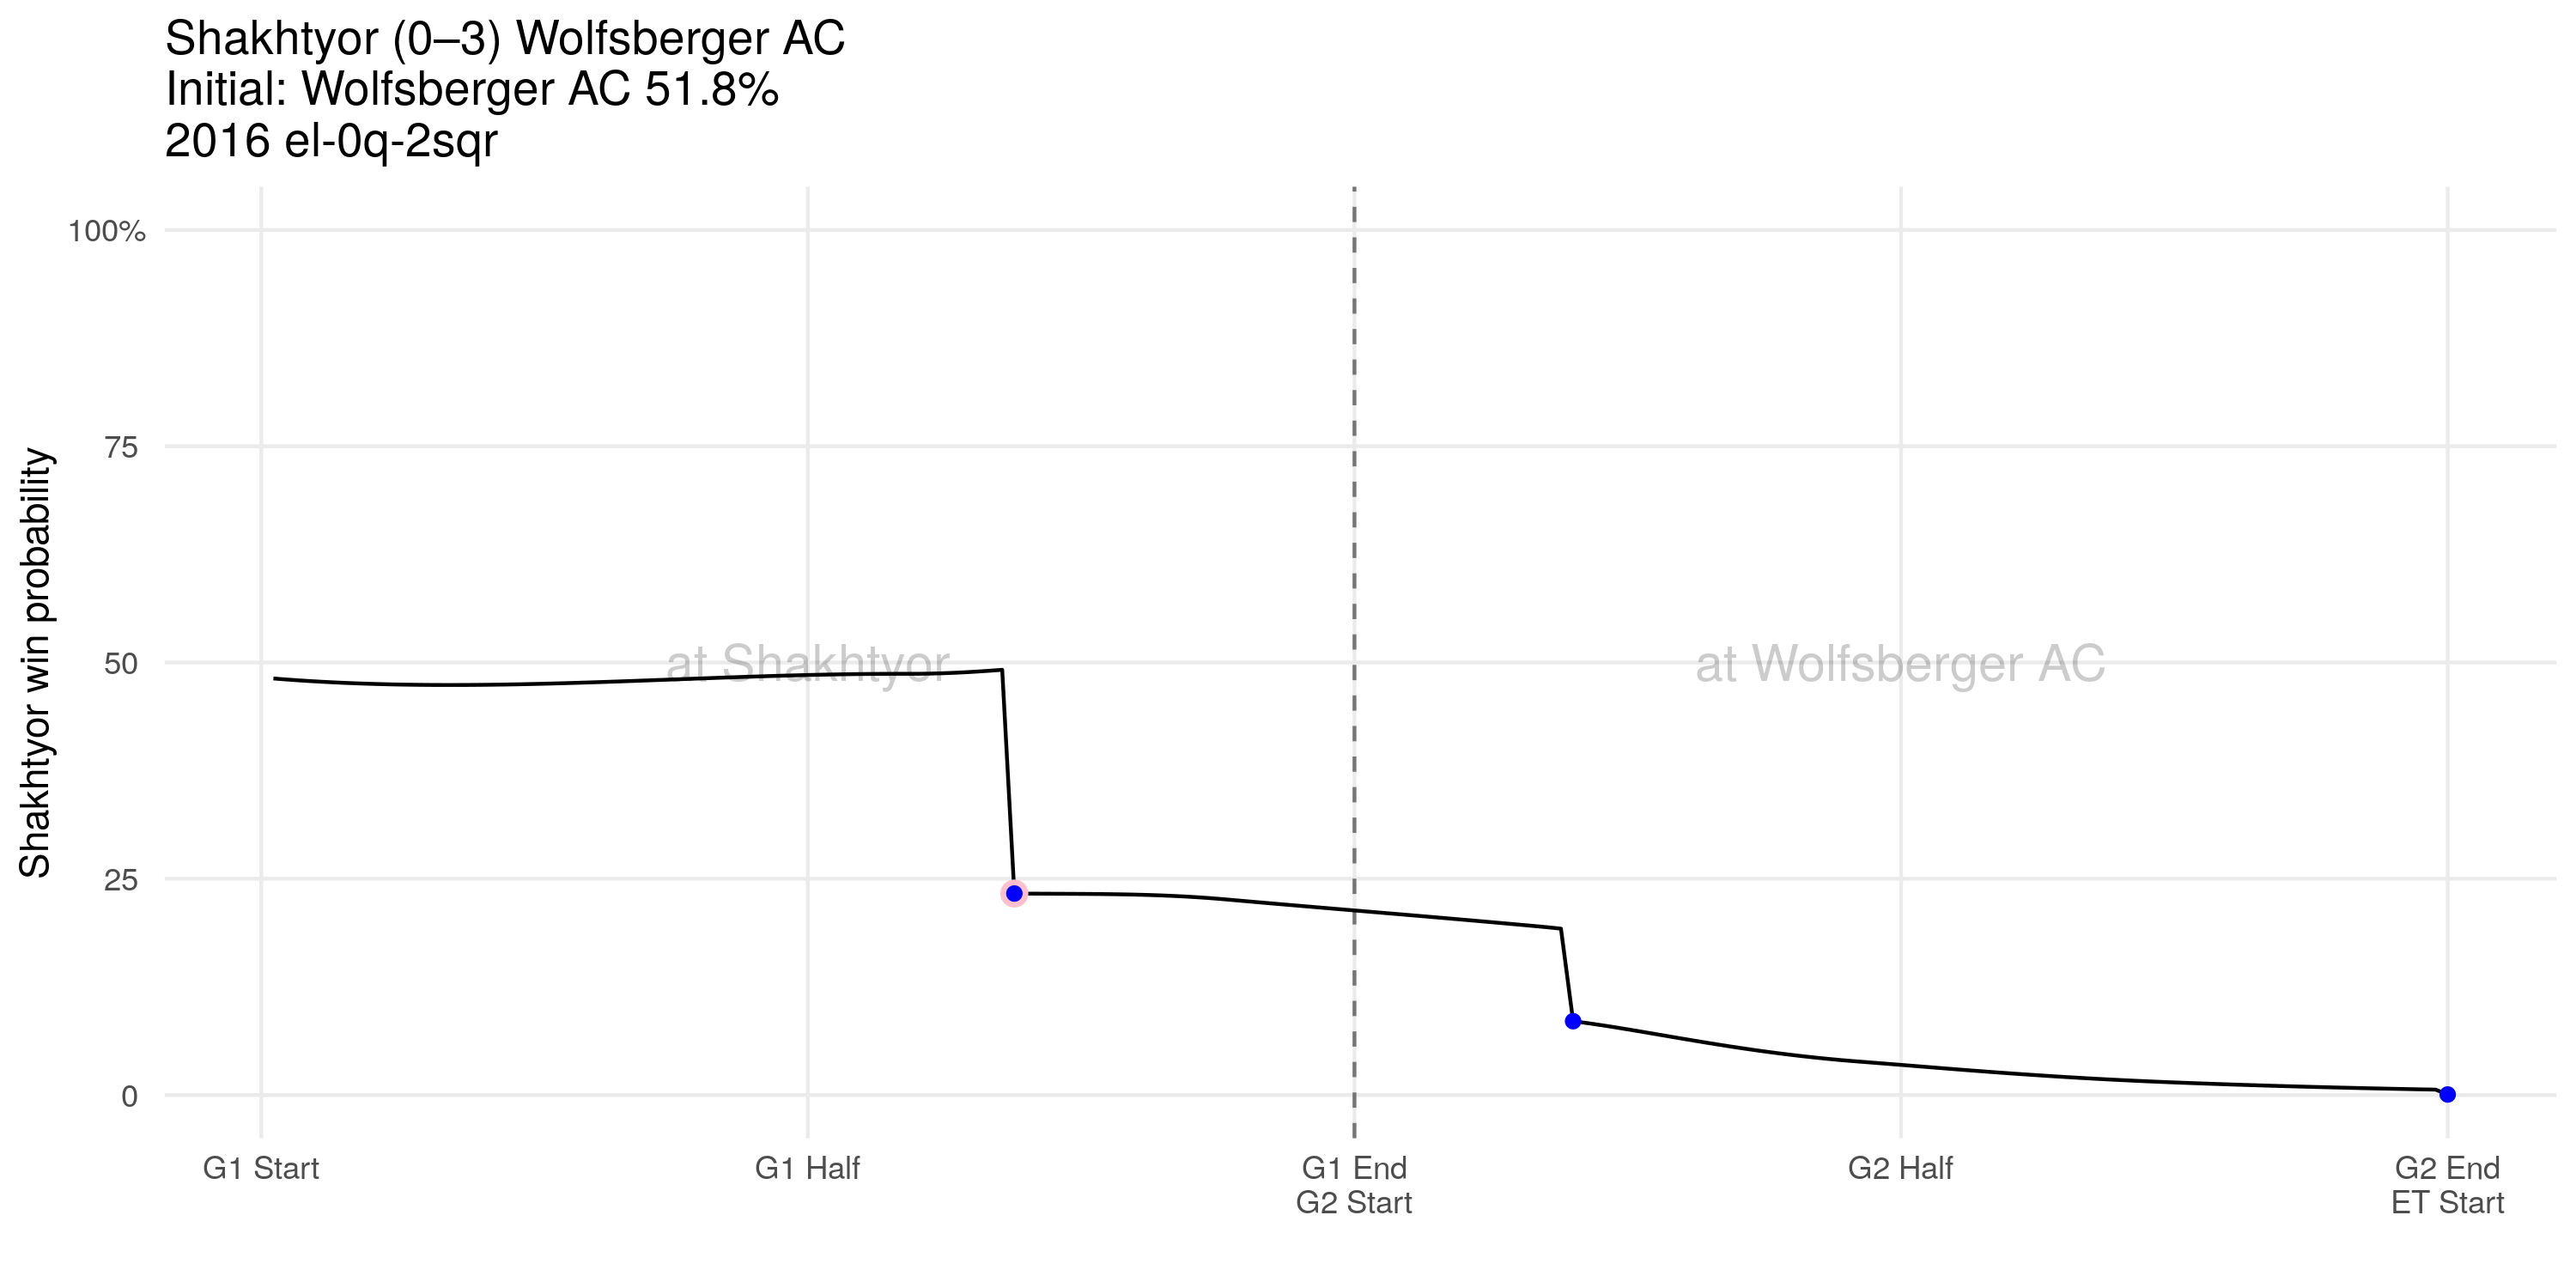 Shakhtyor (0–3) Wolfsberger AC
Initial: Wolfsberger AC 51.8%
2016 el-0q-2sqr
100%
75
50
25
0
Shakhtyor win probability
at Shakhtyor
at Wolfsberger AC
G1 Start
G1 Half
G1 End
G2 Start
G2 Half
G2 End
ET Start